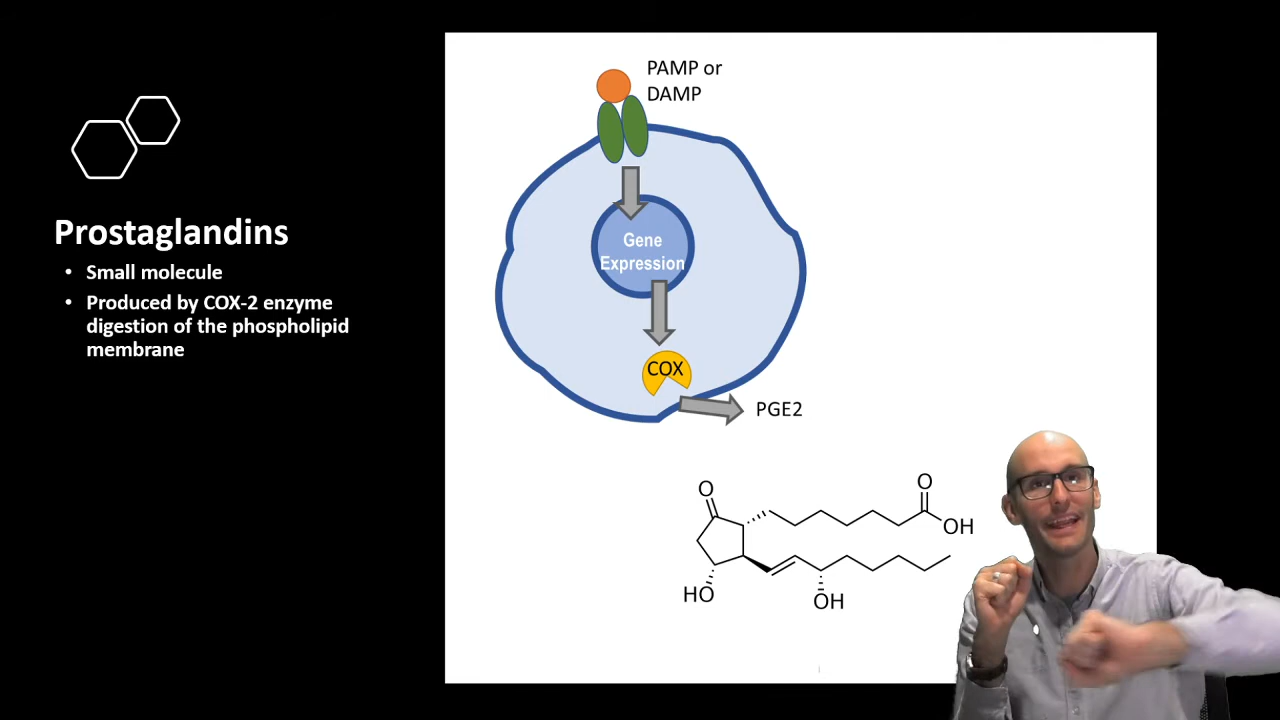 Prostaglandins
• Small molecule
• Produced by COX-2 enzyme
digestion of the phospholipid
membrane
PAMP or
DAMP
Gene
Expression
COX
PGE2
O
O
OH
HO
OH